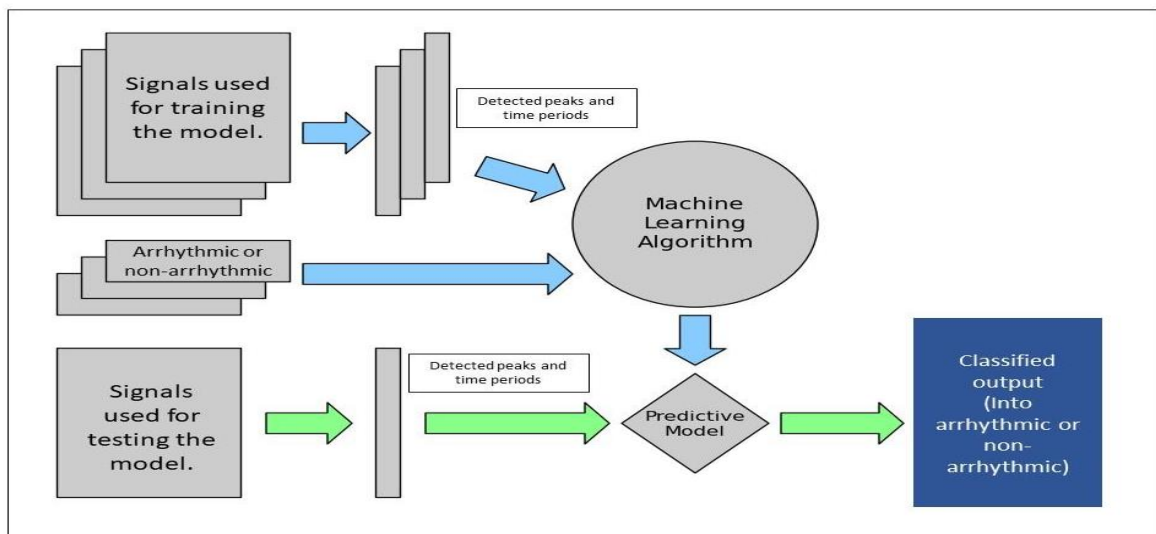 Signals used
for training
the model.
Detected peaks and
time periods
Machine
Learning
Algorithm
Arrhythmic or
non-arrhythmic
Signals
used for
testing the
model.
Detected peaks and
time periods
Predictive
Model
Classified
output
(Into
arrhythmic or
non-
arrhythmic)